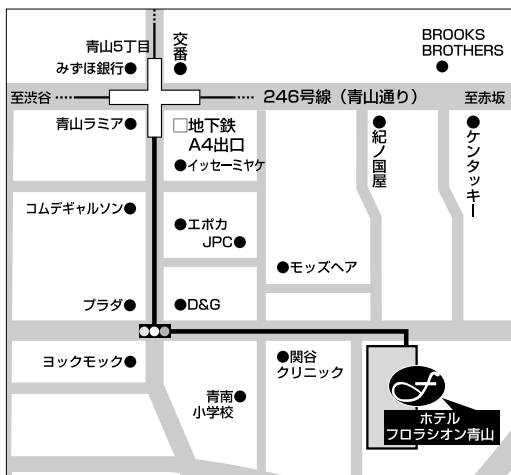 BROOKS
BROTHERS
青山5丁目
交番
みずほ銀行●
至渋谷
246号線（青山通り）
至赤坂
青山ラミア●
□地下鉄
A4出口
●イッセーミヤケ
●紀ノ国屋
●ケンタッキー
コムデギャルソン●
●エポカ
JPC●
●モッズヘア
プラダ●
●D&G
ヨックモック●
●関谷
クリニック
青南●
小学校
f
ホテル
フロラシオン青山